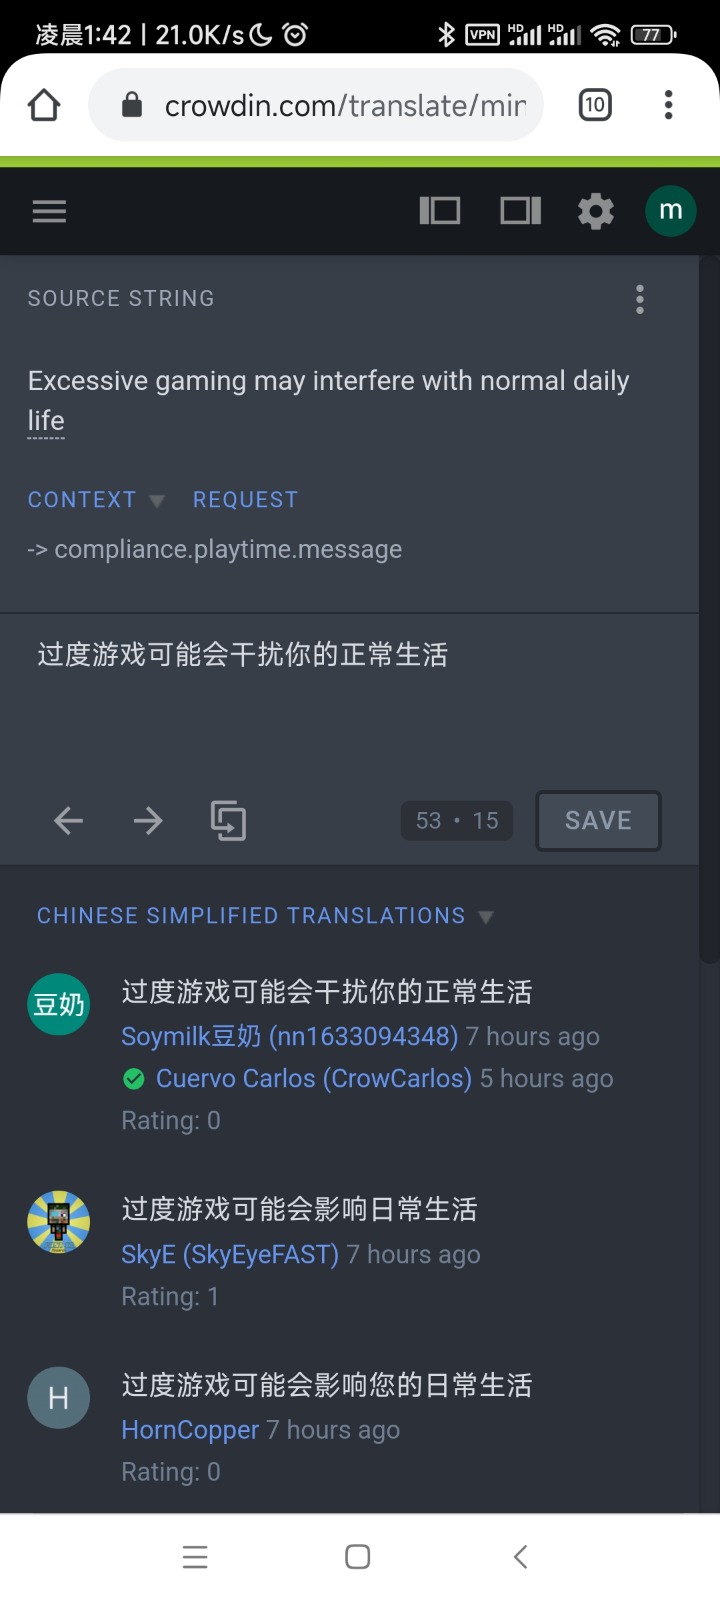 凌晨1:42 | 21.0K/s
VPN HD HD 77
crowdin.com/translate/min
10
m
SOURCE STRING
Excessive gaming may interfere with normal daily
life
CONTEXT REQUEST
-> compliance.playtime.message
过度游戏可能会干扰你的正常生活
53 • 15 SAVE
CHINESE SIMPLIFIED TRANSLATIONS
豆奶
过度游戏可能会干扰你的正常生活
Soymilk豆奶 (nn1633094348) 7 hours ago
Cuervo Carlos (CrowCarlos) 5 hours ago
Rating: 0
过度游戏可能会影响日常生活
SkyE (SkyEyeFAST) 7 hours ago
Rating: 1
H
过度游戏可能会影响您的日常生活
HornCopper 7 hours ago
Rating: 0